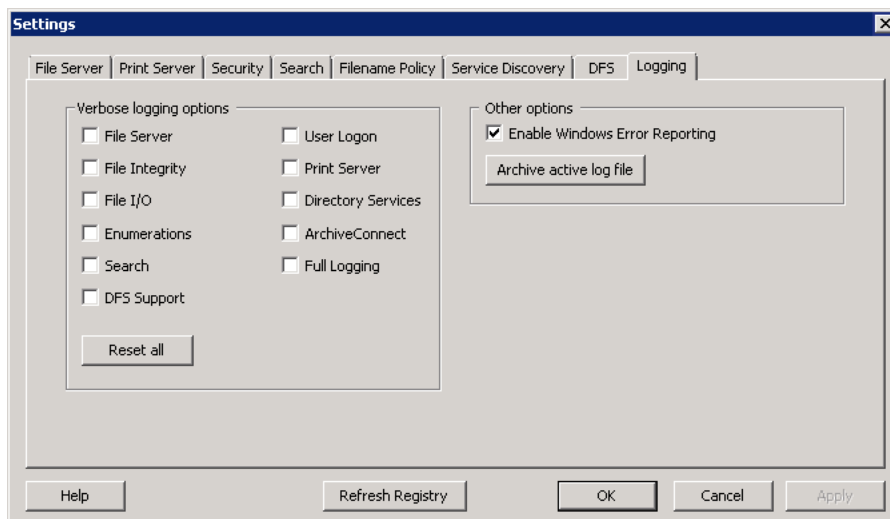 Settings
File Server Print Server Security Search Filename Policy Service Discovery DFS Logging
Verbose logging options
File Server
File Integrity
File I/O
Enumerations
Search
DFS Support
User Logon
Print Server
Directory Services
ArchiveConnect
Full Logging
Reset all
Other options
Enable Windows Error Reporting
Archive active log file
Help Refresh Registry OK Cancel Apply